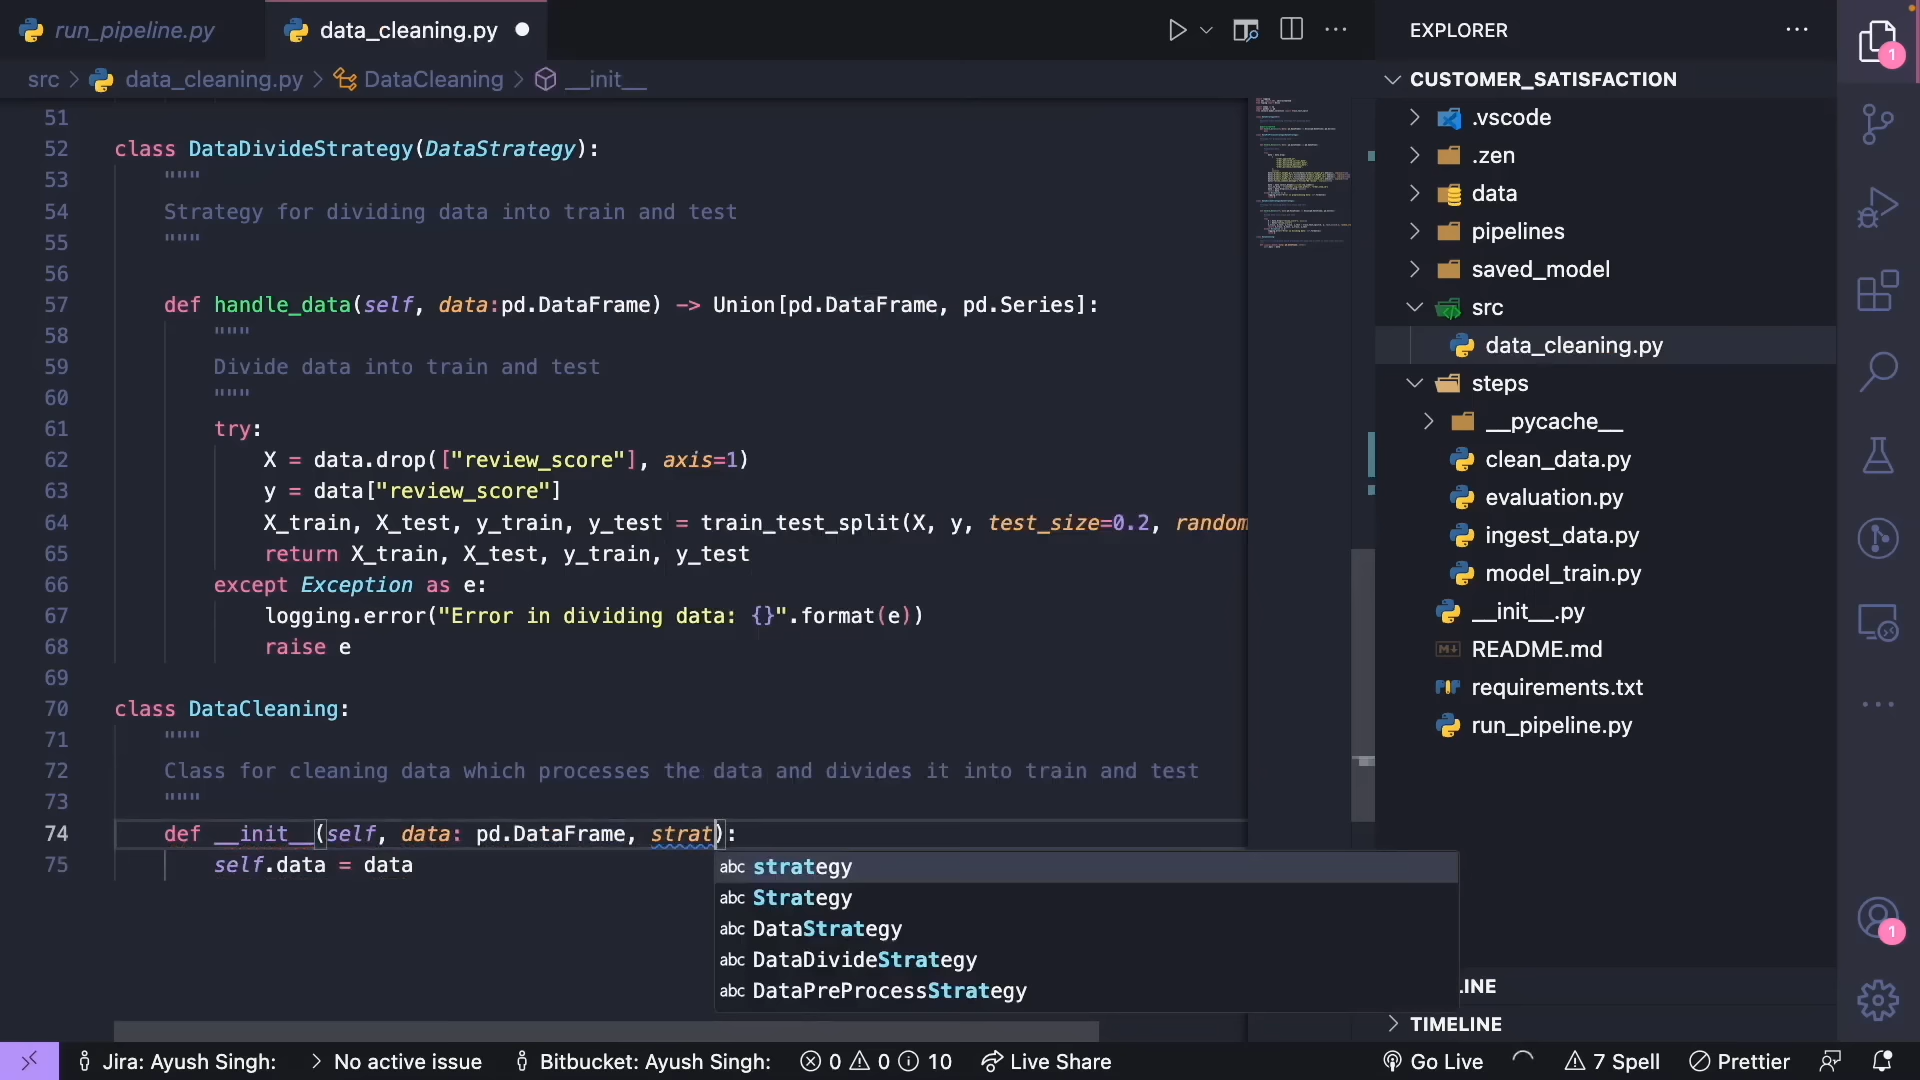 run_pipeline.py
data_cleaning.py
src > data_cleaning.py > DataCleaning > __init__
51
52 class DataDivideStrategy(DataStrategy):
53 """
54 Strategy for dividing data into train and test
55 """
56
57 def handle_data(self, data:pd.DataFrame) -> Union[pd.DataFrame, pd.Series]:
58 """
59 Divide data into train and test
60 """
61 try:
62 X = data.drop(["review_score"], axis=1)
63 y = data["review_score"]
64 X_train, X_test, y_train, y_test = train_test_split(X, y, test_size=0.2, random
65 return X_train, X_test, y_train, y_test
66 except Exception as e:
67 logging.error("Error in dividing data: {}".format(e))
68 raise e
69
70 class DataCleaning:
71 """
72 Class for cleaning data which processes the data and divides it into train and test
73 """
74 def __init__(self, data: pd.DataFrame, strat):
75 self.data = data
abc strategy
abc Strategy
abc DataStrategy
abc DataDivideStrategy
abc DataPreProcessStrategy
EXPLORER
CUSTOMER_SATISFACTION
.vscode
.zen
data
pipelines
saved_model
src
data_cleaning.py
steps
__pycache__
clean_data.py
evaluation.py
ingest_data.py
model_train.py
__init__.py
README.md
requirements.txt
run_pipeline.py
LINE
TIMELINE
1
1
Jira: Ayush Singh: > No active issue Bitbucket: Ayush Singh: 0 0 10 Live Share Go Live 7 Spell Prettier